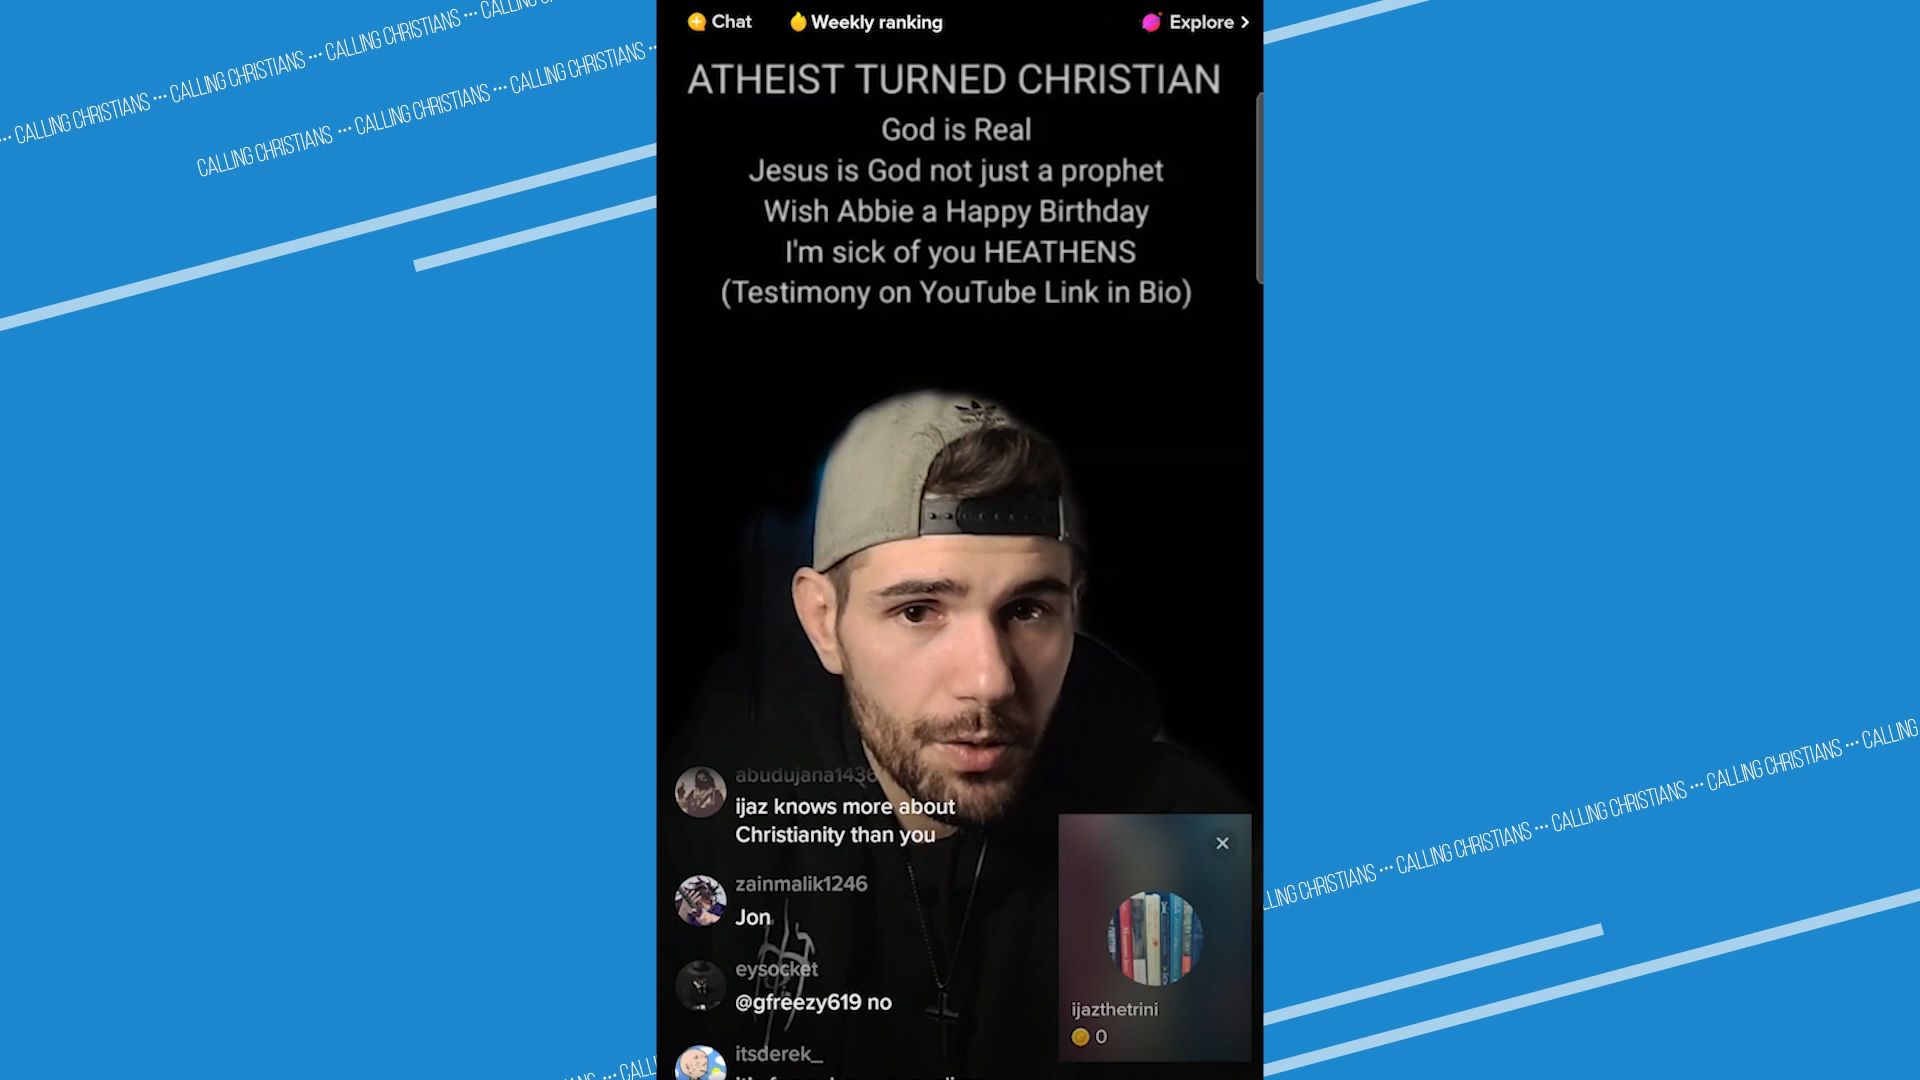 CALLING CHRISTIANS ••• CALLING CHRISTIANS ••• CALLING CHRISTIANS ••• CALLING
CALLING CHRISTIANS ••• CALLING CHRISTIANS ••• CALLING CHRISTIANS
Chat
Weekly ranking
Explore >
ATHEIST TURNED CHRISTIAN
God is Real
Jesus is God not just a prophet
Wish Abbie a Happy Birthday
I'm sick of you HEATHENS
(Testimony on YouTube Link in Bio)
abudujana1436
ijaz knows more about
Christianity than you
zainmalik1246
Jon
eysocket
@gfreezy619 no
itsderek_
ijazthetrini
0
CALLING CHRISTIANS ••• CALLING CHRISTIANS ••• CALLING CHRISTIANS ••• CALLING